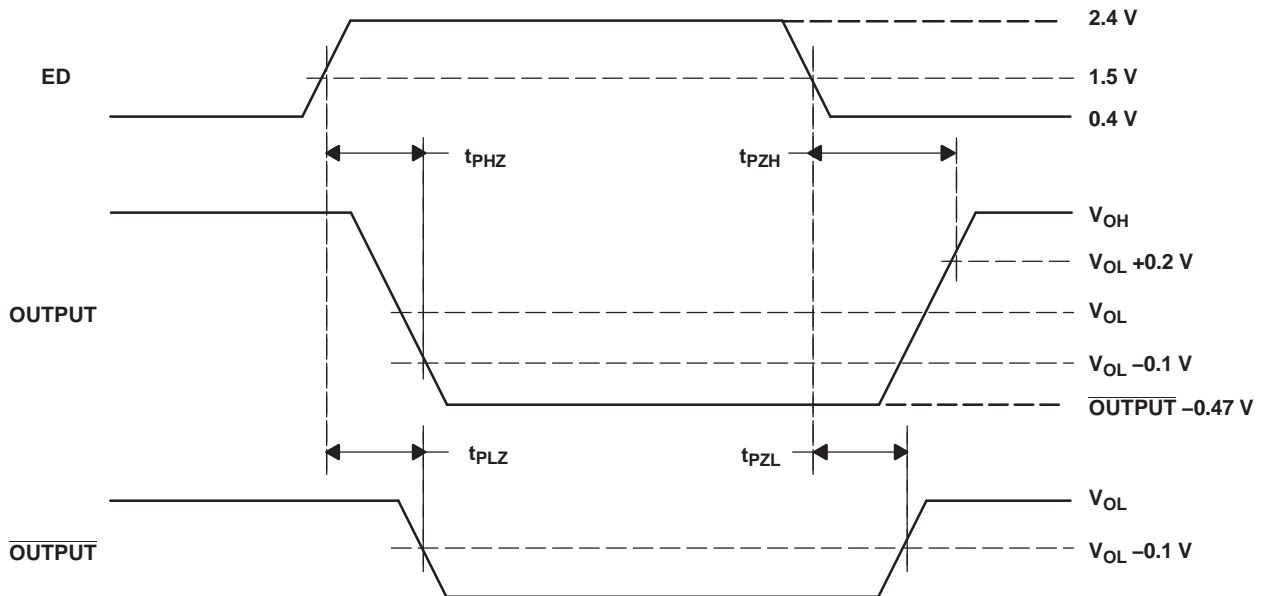 2.4 V
ED
1.5 V
0.4 V
tPHZ
tPZH
VOH
VOL +0.2 V
OUTPUT
VOL
VOL –0.1 V
OUTPUT –0.47 V
tPLZ
tPZL
VOL
OUTPUT
VOL –0.1 V